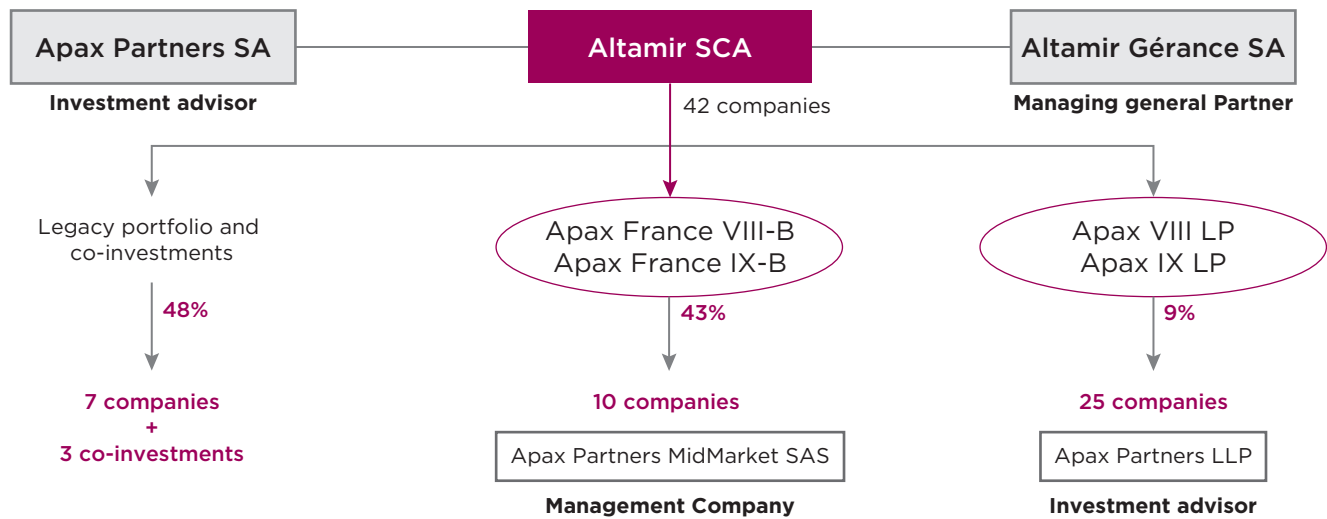 Apax Partners SA
Altamir SCA
Altamir Gérance SA
Investment advisor
Managing general Partner
42 companies
Legacy portfolio and
co-investments
Apax France VIII-B
Apax France IX-B
Apax VIII LP
Apax IX LP
48%
43%
9%
7 companies
+
3 co-investments
10 companies
25 companies
Apax Partners MidMarket SAS
Apax Partners LLP
Management Company
Investment advisor